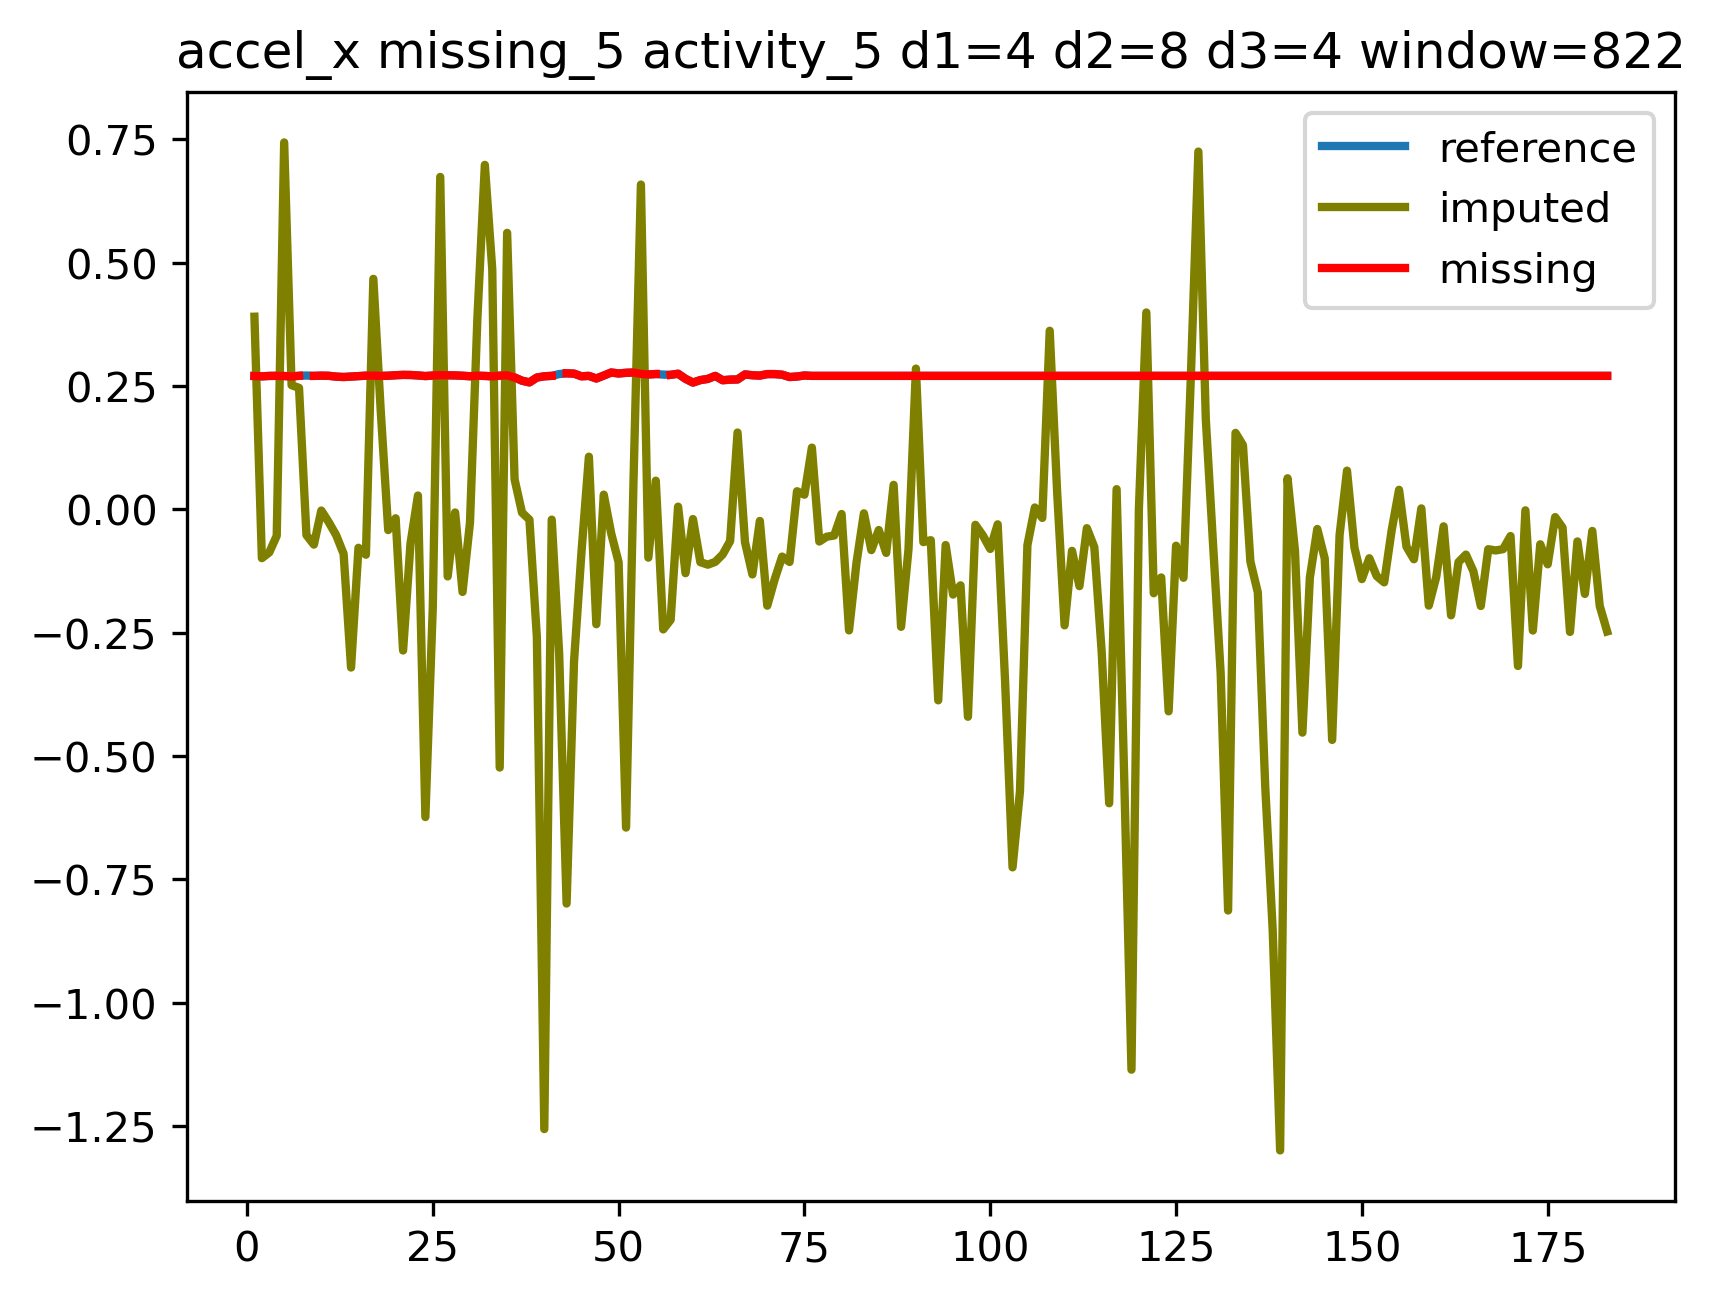 accel_x missing_5 activity_5 d1=4 d2=8 d3=4 window=822
reference
imputed
missing
0.75
0.50
0.25
0.00
−0.25
−0.50
−0.75
−1.00
−1.25
0 25 50 75 100 125 150 175